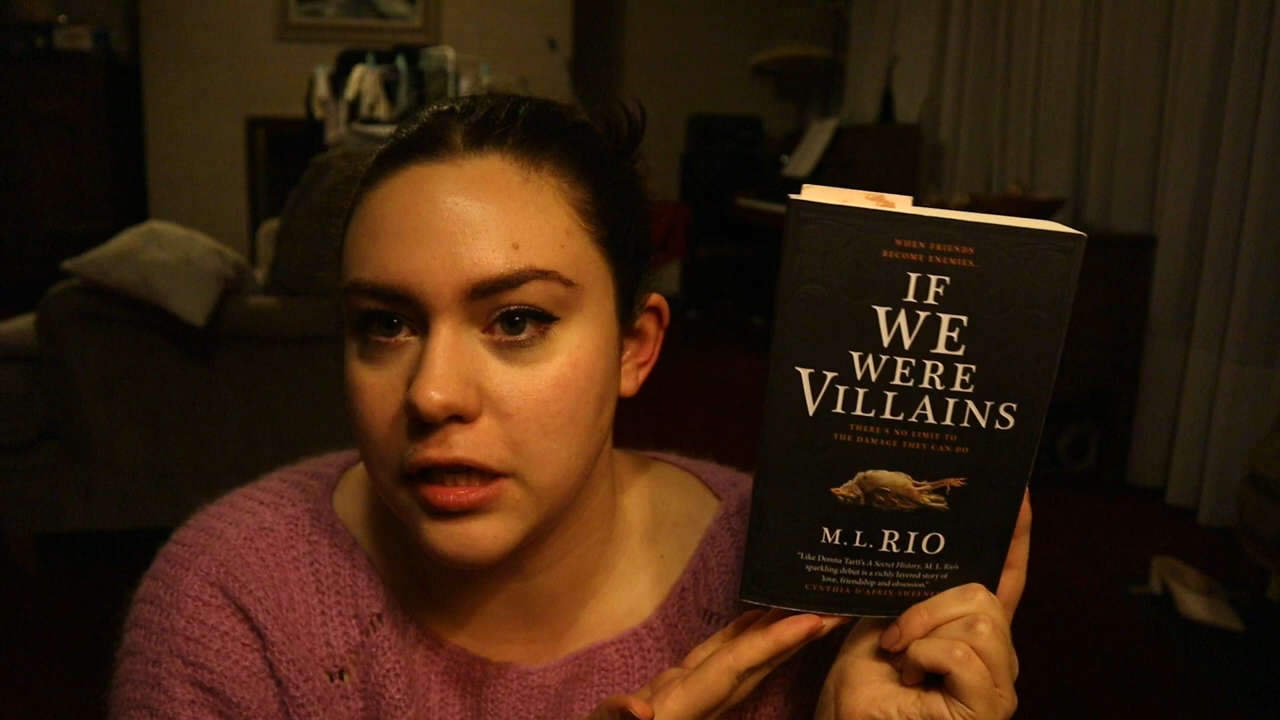 WHEN FRIENDS
BECOME ENEMIES...
IF
WE
WERE
VILLAINS
THERE'S NO LIMIT TO
THE DAMAGE THEY CAN DO
M. L. RIO
"Like Donna Tartt's A Secret History, M. L. Rio's
sparkling debut is a richly layered story of
love, friendship and obsession."
CYNTHIA D'APRIX SWEENEY